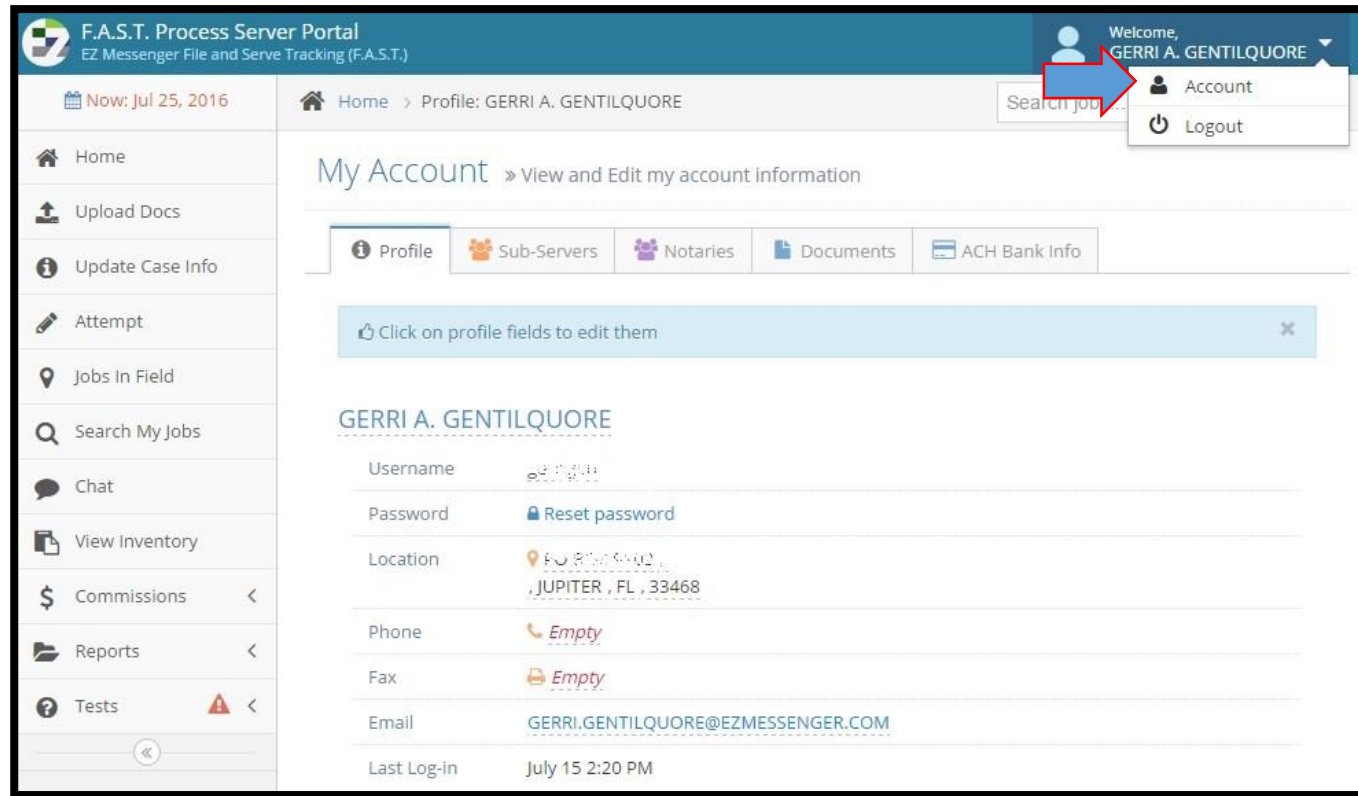 F.A.S.T. Process Server Portal
EZ Messenger File and Serve Tracking (F.A.S.T.)
Welcome,
GERRI A. GENTILQUORE
Account
Logout
Now: Jul 25, 2016
Home > Profile: GERRI A. GENTILQUORE
Search job
Home
Upload Docs
Update Case Info
Attempt
Jobs In Field
Search My Jobs
Chat
View Inventory
Commissions
Reports
Tests
My Account » View and Edit my account information
Profile
Sub-Servers
Notaries
Documents
ACH Bank Info
Click on profile fields to edit them
GERRI A. GENTILQUORE
Username
Password Reset password
Location
, JUPITER , FL , 33468
Phone Empty
Fax Empty
Email GERRI.GENTILQUORE@EZMESSENGER.COM
Last Log-in July 15 2:20 PM